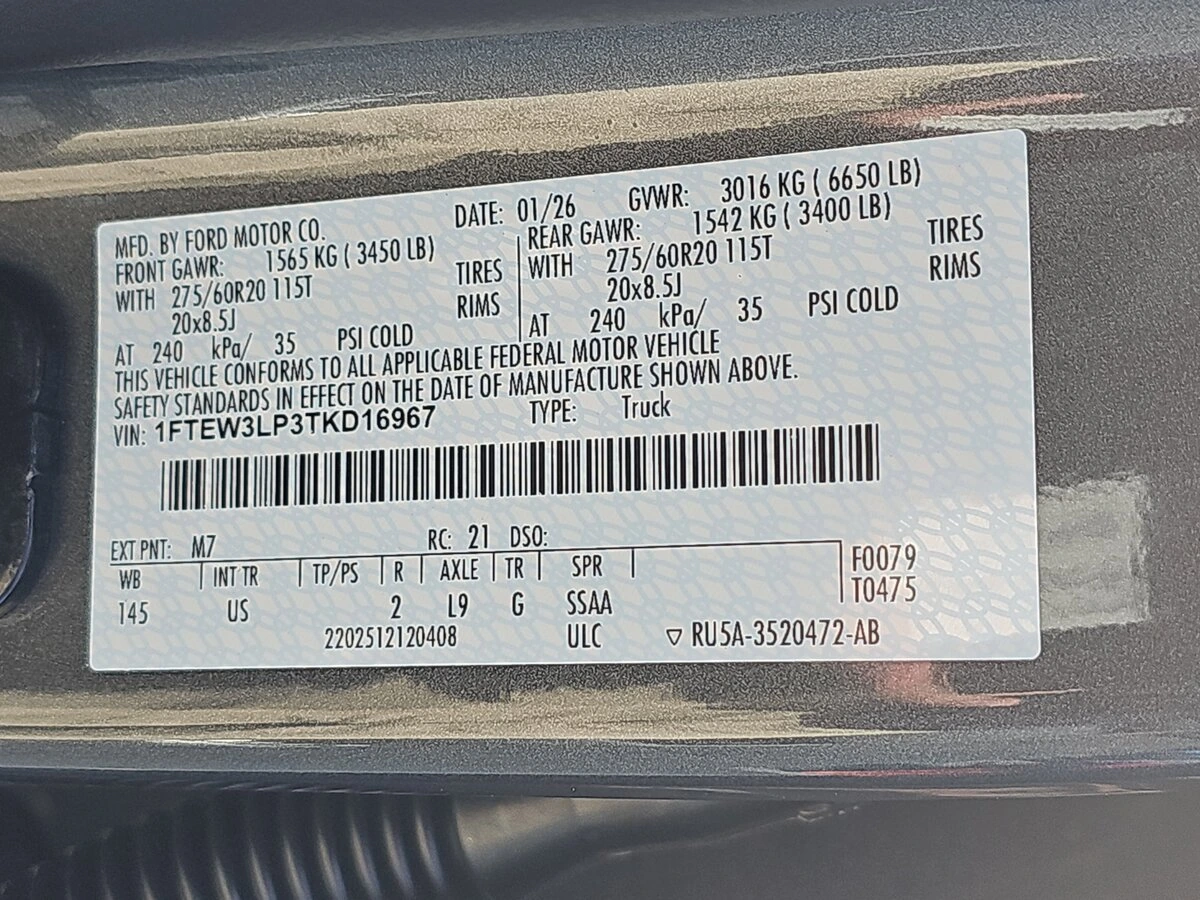 MFD. BY FORD MOTOR CO. DATE: 01/26 GVWR: 3016 KG ( 6650 LB)
FRONT GAWR: 1565 KG ( 3450 LB) REAR GAWR: 1542 KG ( 3400 LB)
WITH 275/60R20 115T TIRES WITH 275/60R20 115T TIRES
20x8.5J RIMS 20x8.5J RIMS
AT 240 kPa/ 35 PSI COLD AT 240 kPa/ 35 PSI COLD
THIS VEHICLE CONFORMS TO ALL APPLICABLE FEDERAL MOTOR VEHICLE
SAFETY STANDARDS IN EFFECT ON THE DATE OF MANUFACTURE SHOWN ABOVE.
VIN: 1FTEW3LP3TKD16967 TYPE: Truck
EXT PNT: M7 RC: 21 DSO:
WB INT TR TP/PS R AXLE TR SPR F0079
145 US 2 L9 G SSAA T0475
2202512120408 ULC ▽ RU5A-3520472-AB